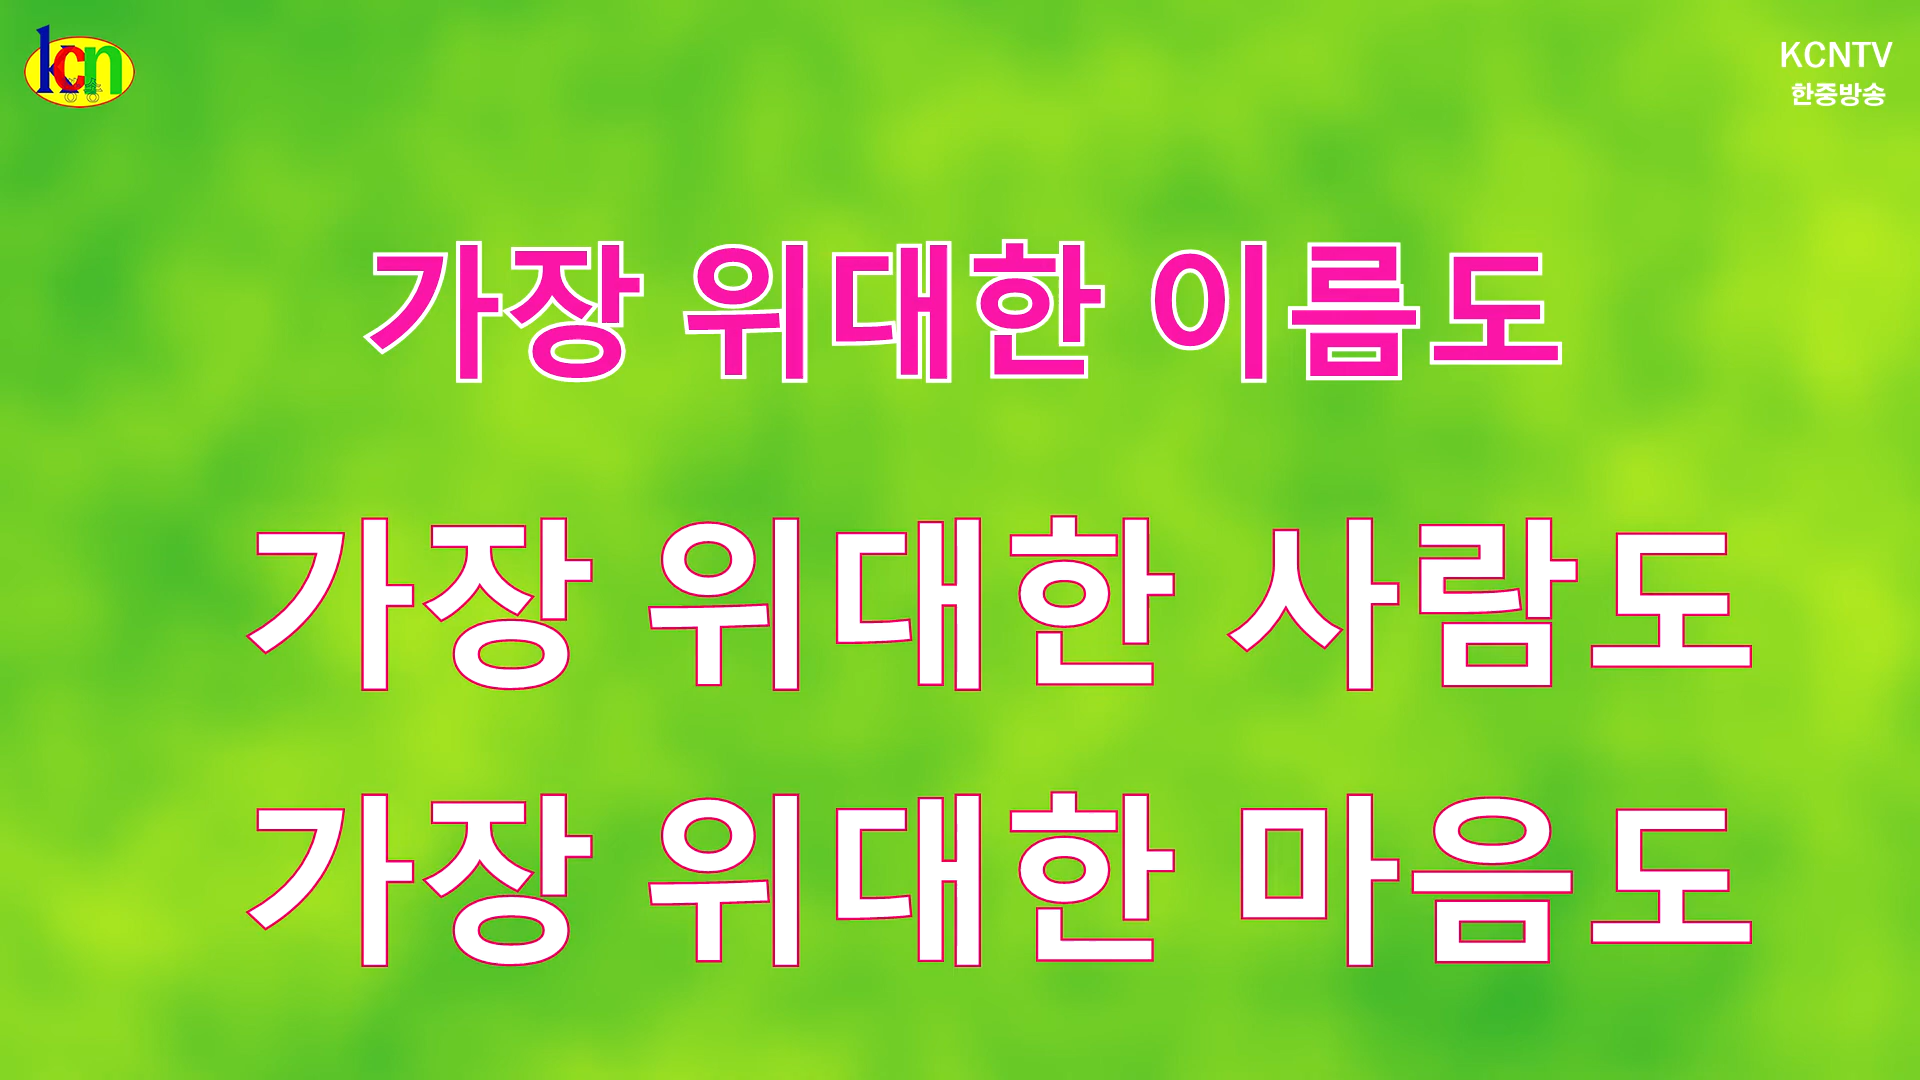 kcn
KCNTV
한중방송
가장 위대한 이름도
가장 위대한 사람도
가장 위대한 마음도